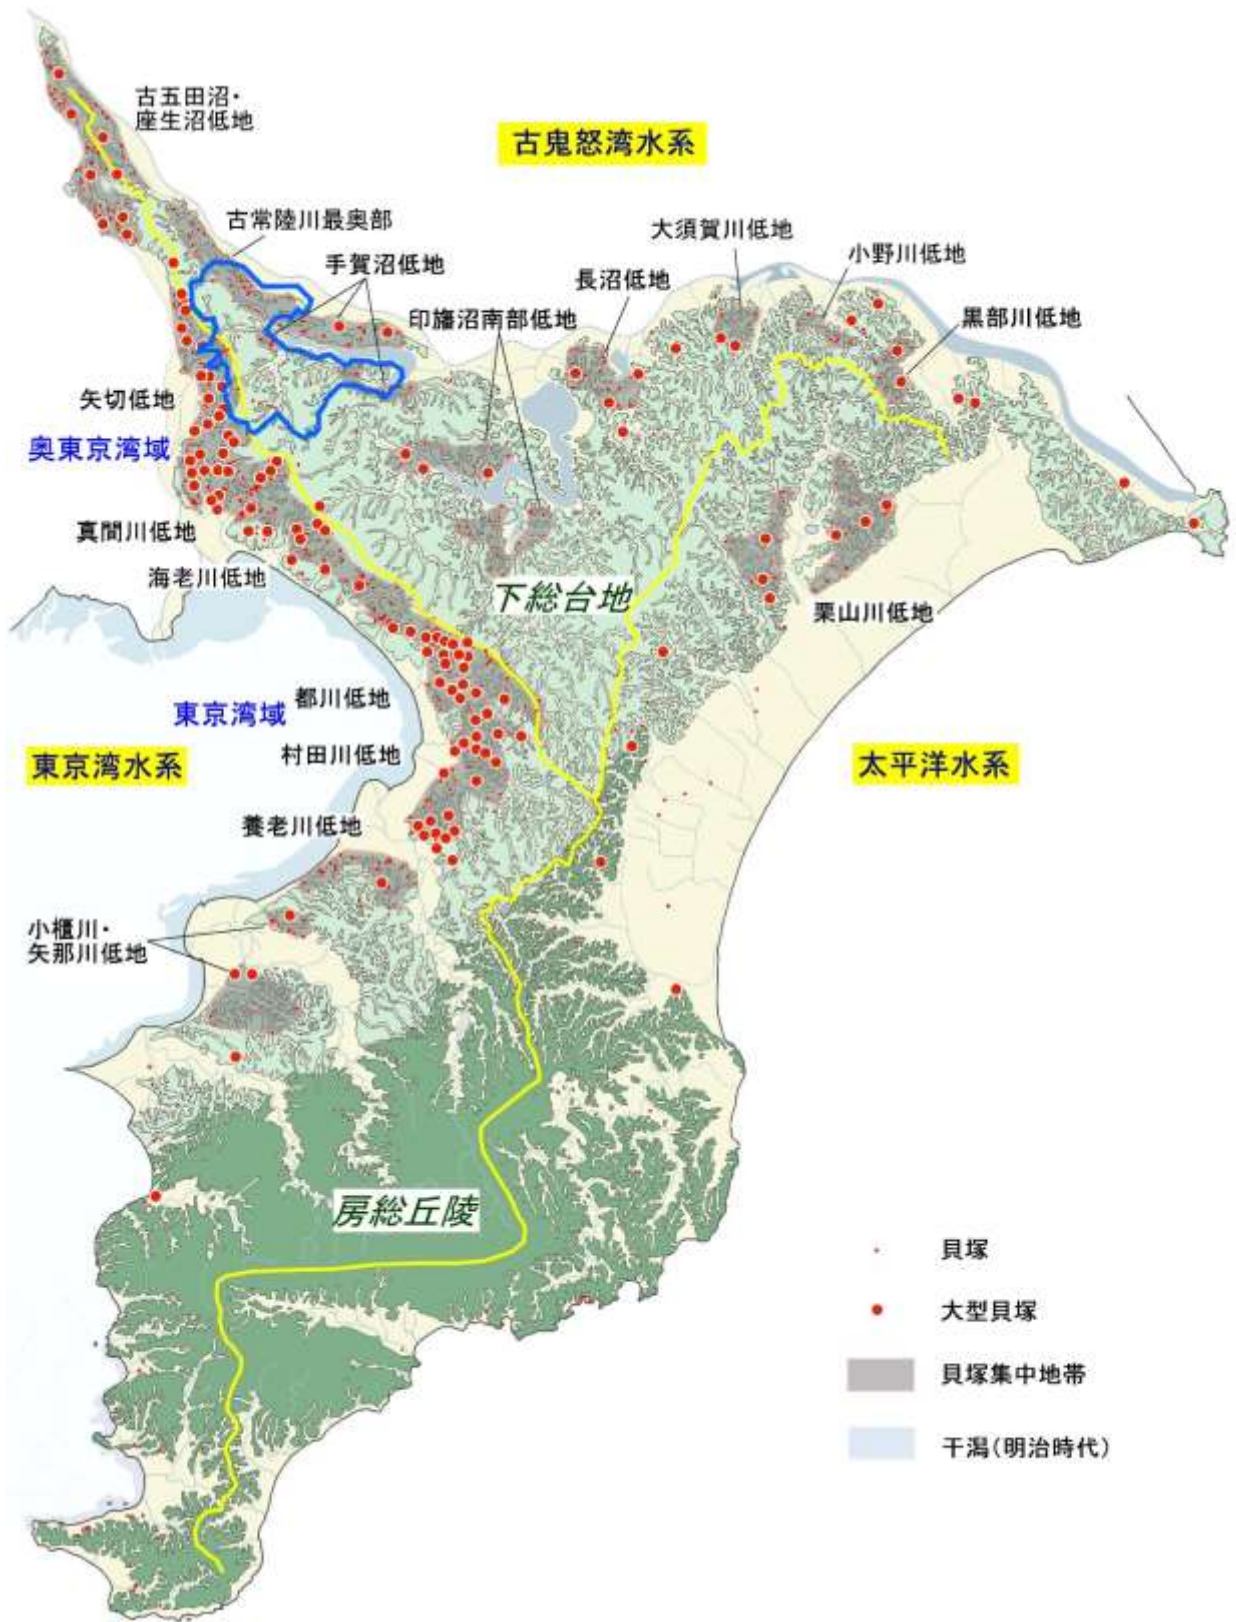 古五田沼・
座生沼低地
古鬼怒湾水系
古常陸川最奥部
手賀沼低地
印旛沼南部低地
長沼低地
大須賀川低地
小野川低地
黒部川低地
矢切低地
奥東京湾域
真間川低地
海老川低地
下総台地
栗山川低地
都川低地
東京湾域
村田川低地
東京湾水系
太平洋水系
養老川低地
小櫃川・
矢那川低地
房総丘陵
貝塚
大型貝塚
貝塚集中地帯
干潟(明治時代)